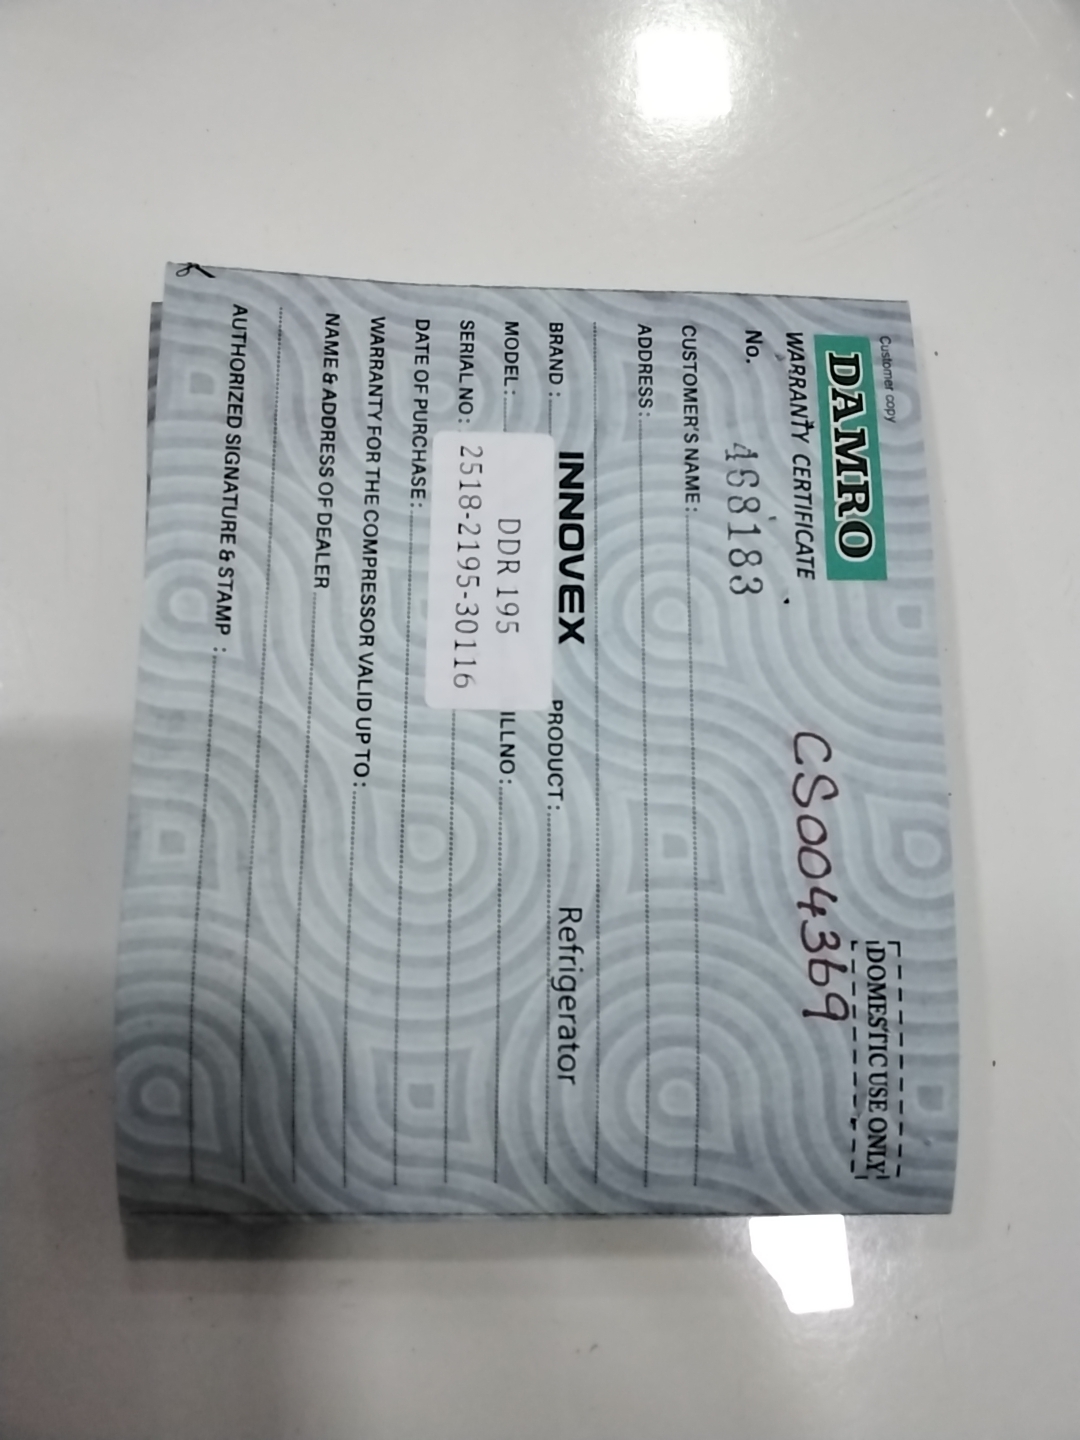 Customer copy
DAMRO
WARRANTY CERTIFICATE
DOMESTIC USE ONLY
CS004369
No. 468183
CUSTOMER'S NAME :
ADDRESS :
BRAND : INNOVEX PRODUCT : Refrigerator
MODEL : DDR 195 ILL NO :
SERIAL NO : 2518-2195-30116
DATE OF PURCHASE :
WARRANTY FOR THE COMPRESSOR VALID UP TO :
NAME & ADDRESS OF DEALER
AUTHORIZED SIGNATURE & STAMP :